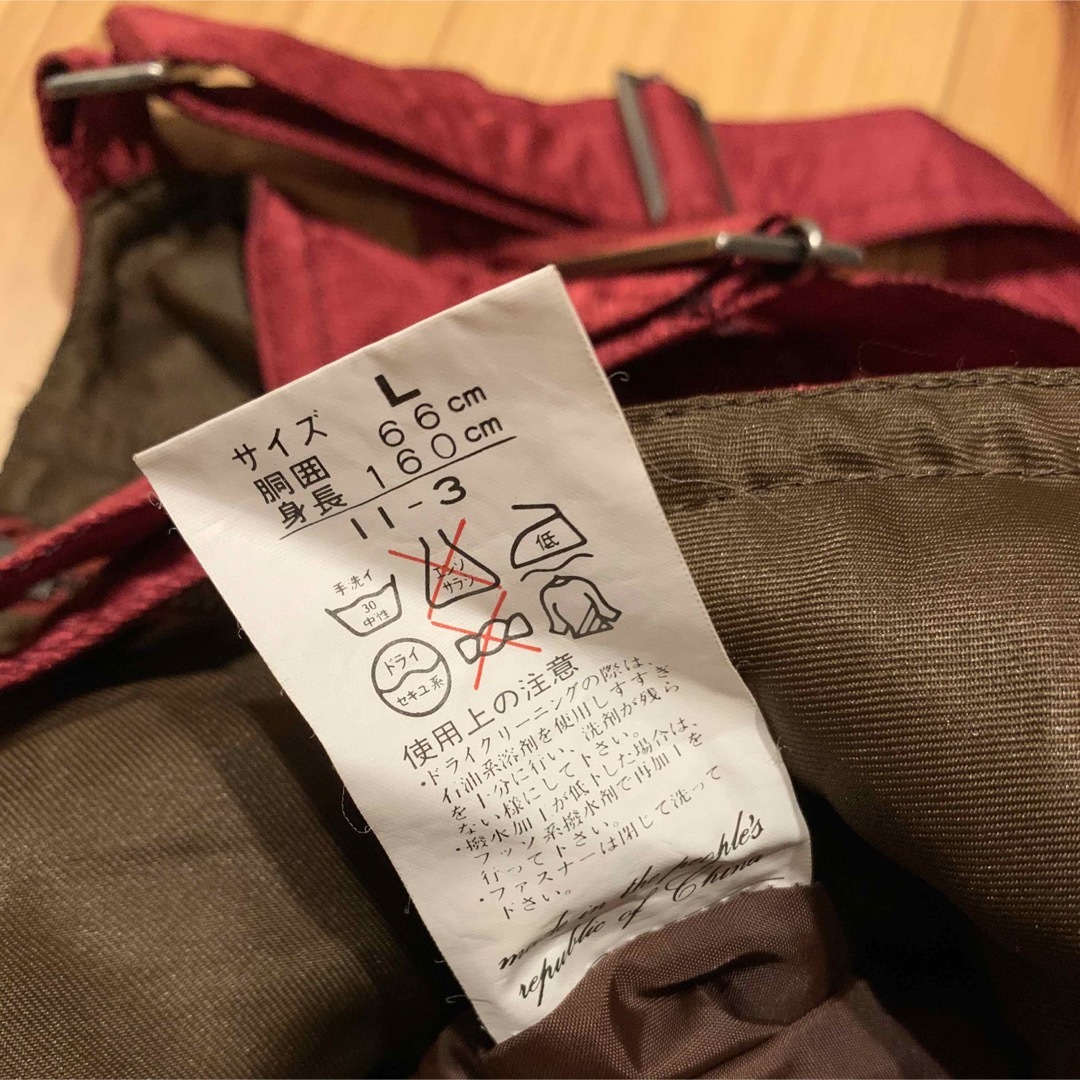 L
サイズ
胴囲 66cm
身長 160cm
11-3
手洗イ
30
中性
エンソ
サラシ
低
ドライ
セキユ系
使用上の注意
・ドライクリーニングの際は、
石油系溶剤を使用しすすぎ
を十分に行い、洗剤が残ら
ない様にして下さい。
・撥水加工が低下した場合は、
フッソ系撥水剤で再加工を
行って下さい。
・ファスナーは閉じて洗って
下さい。
made in the people's
republic of China